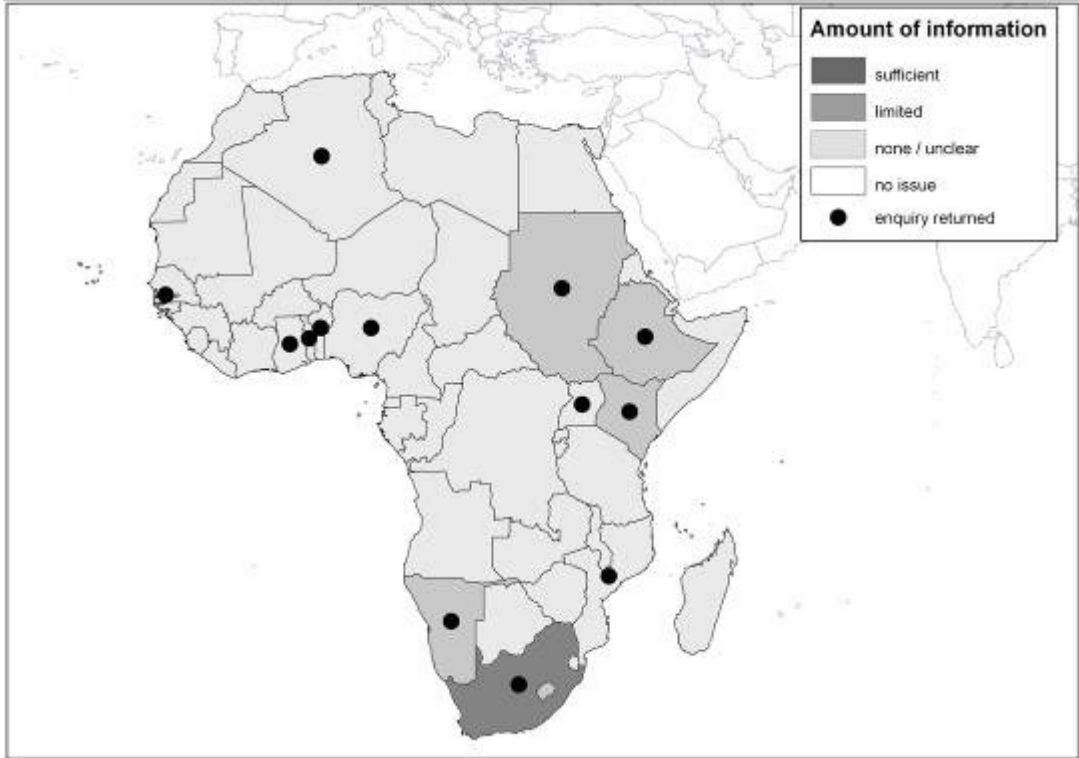 Amount of information
sufficient
limited
none / unclear
no issue
enquiry returned